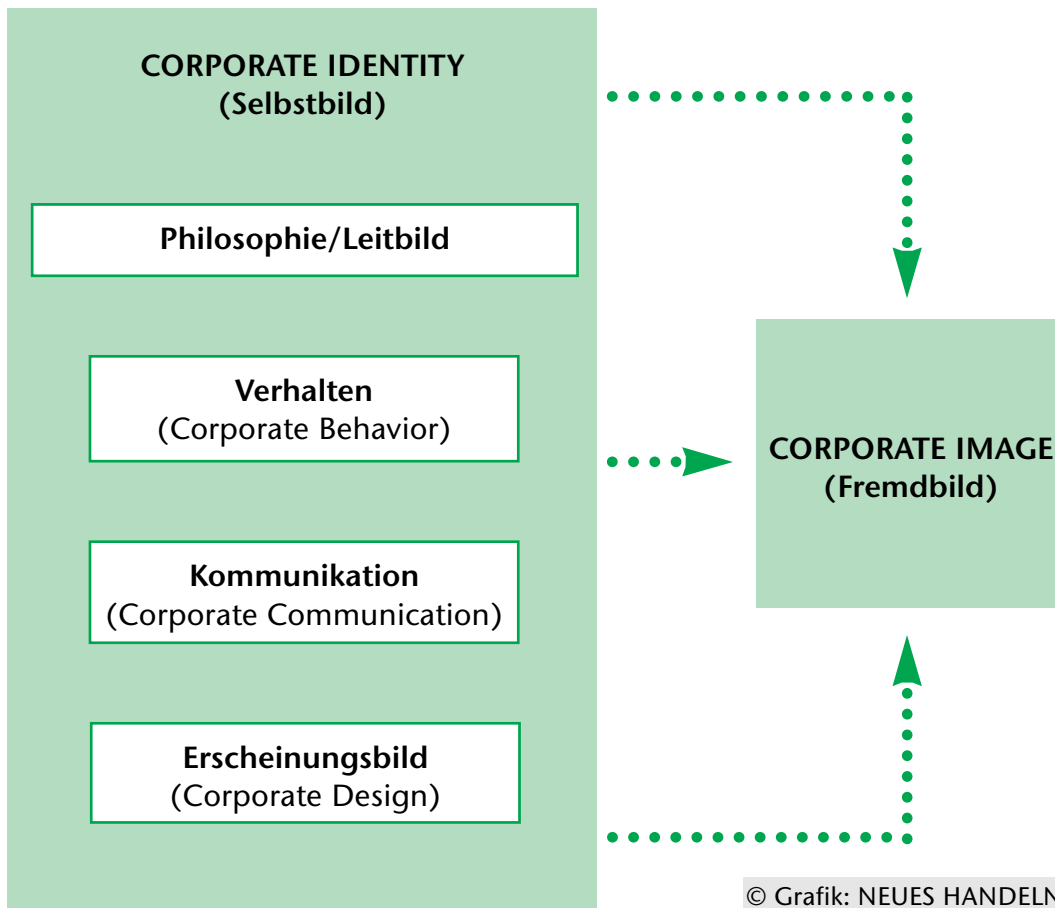 CORPORATE IDENTITY
(Selbstbild)
Philosophie/Leitbild
Verhalten
(Corporate Behavior)
Kommunikation
(Corporate Communication)
Erscheinungsbild
(Corporate Design)
CORPORATE IMAGE
(Fremdbild)
© Grafik: NEUES HANDELN